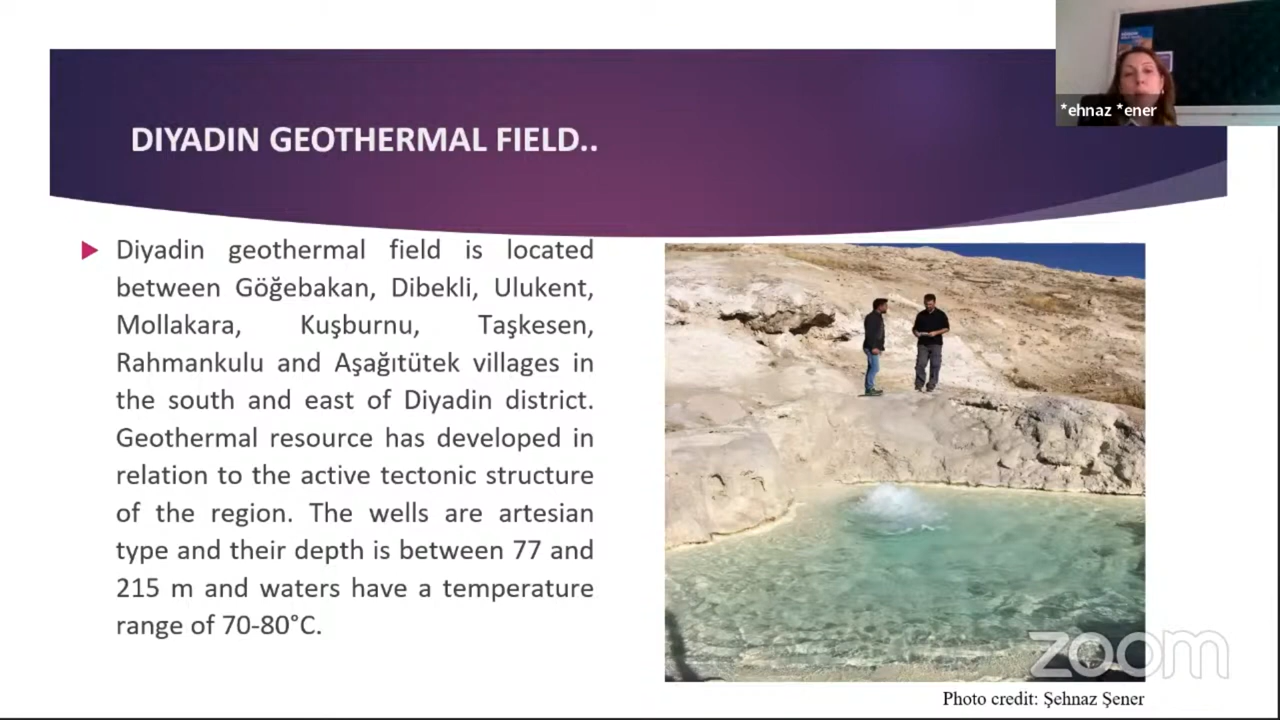 *ehnaz *ener
DIYADIN GEOTHERMAL FIELD..
Diyadin geothermal field is located
between Göğebakan, Dibekli, Ulukent,
Mollakara, Kuşburnu, Taşkesen,
Rahmankulu and Aşağıtütek villages in
the south and east of Diyadin district.
Geothermal resource has developed in
relation to the active tectonic structure
of the region. The wells are artesian
type and their depth is between 77 and
215 m and waters have a temperature
range of 70-80°C.
zoom
Photo credit: Şehnaz Şener